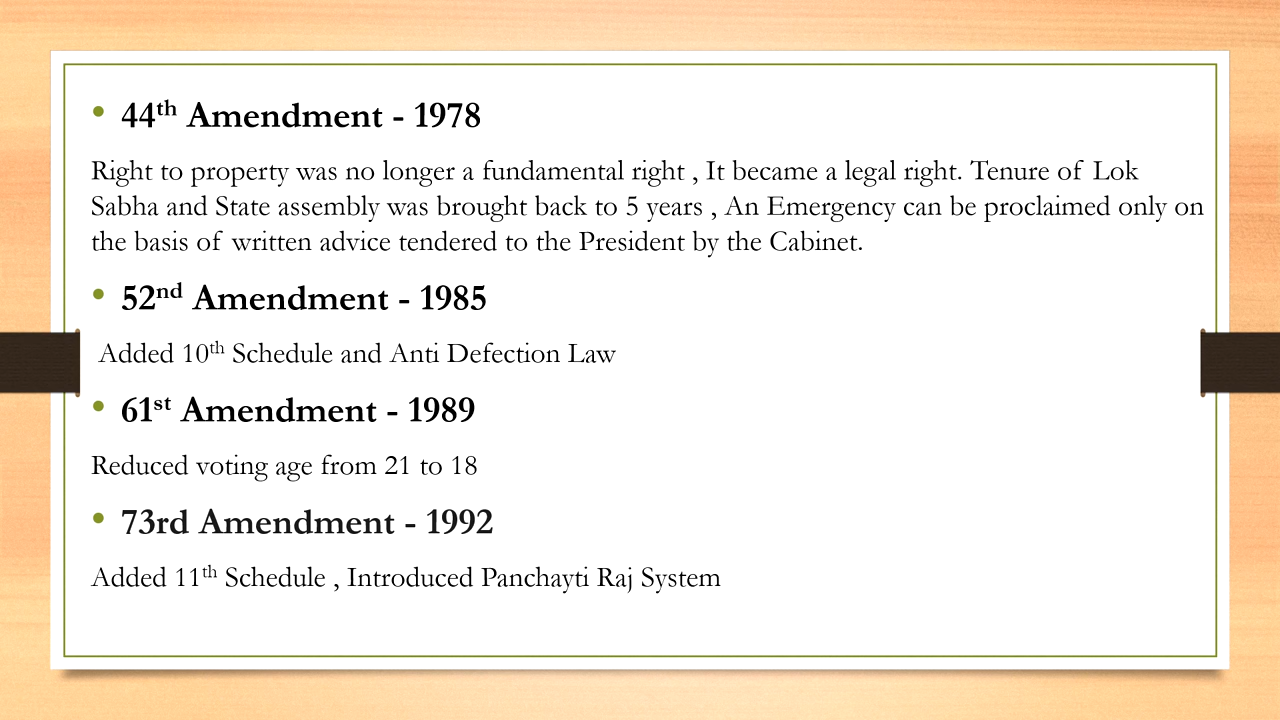 • 44th Amendment - 1978
Right to property was no longer a fundamental right , It became a legal right. Tenure of Lok
Sabha and State assembly was brought back to 5 years , An Emergency can be proclaimed only on
the basis of written advice tendered to the President by the Cabinet.
• 52nd Amendment - 1985
Added 10th Schedule and Anti Defection Law
• 61st Amendment - 1989
Reduced voting age from 21 to 18
• 73rd Amendment - 1992
Added 11th Schedule , Introduced Panchayti Raj System